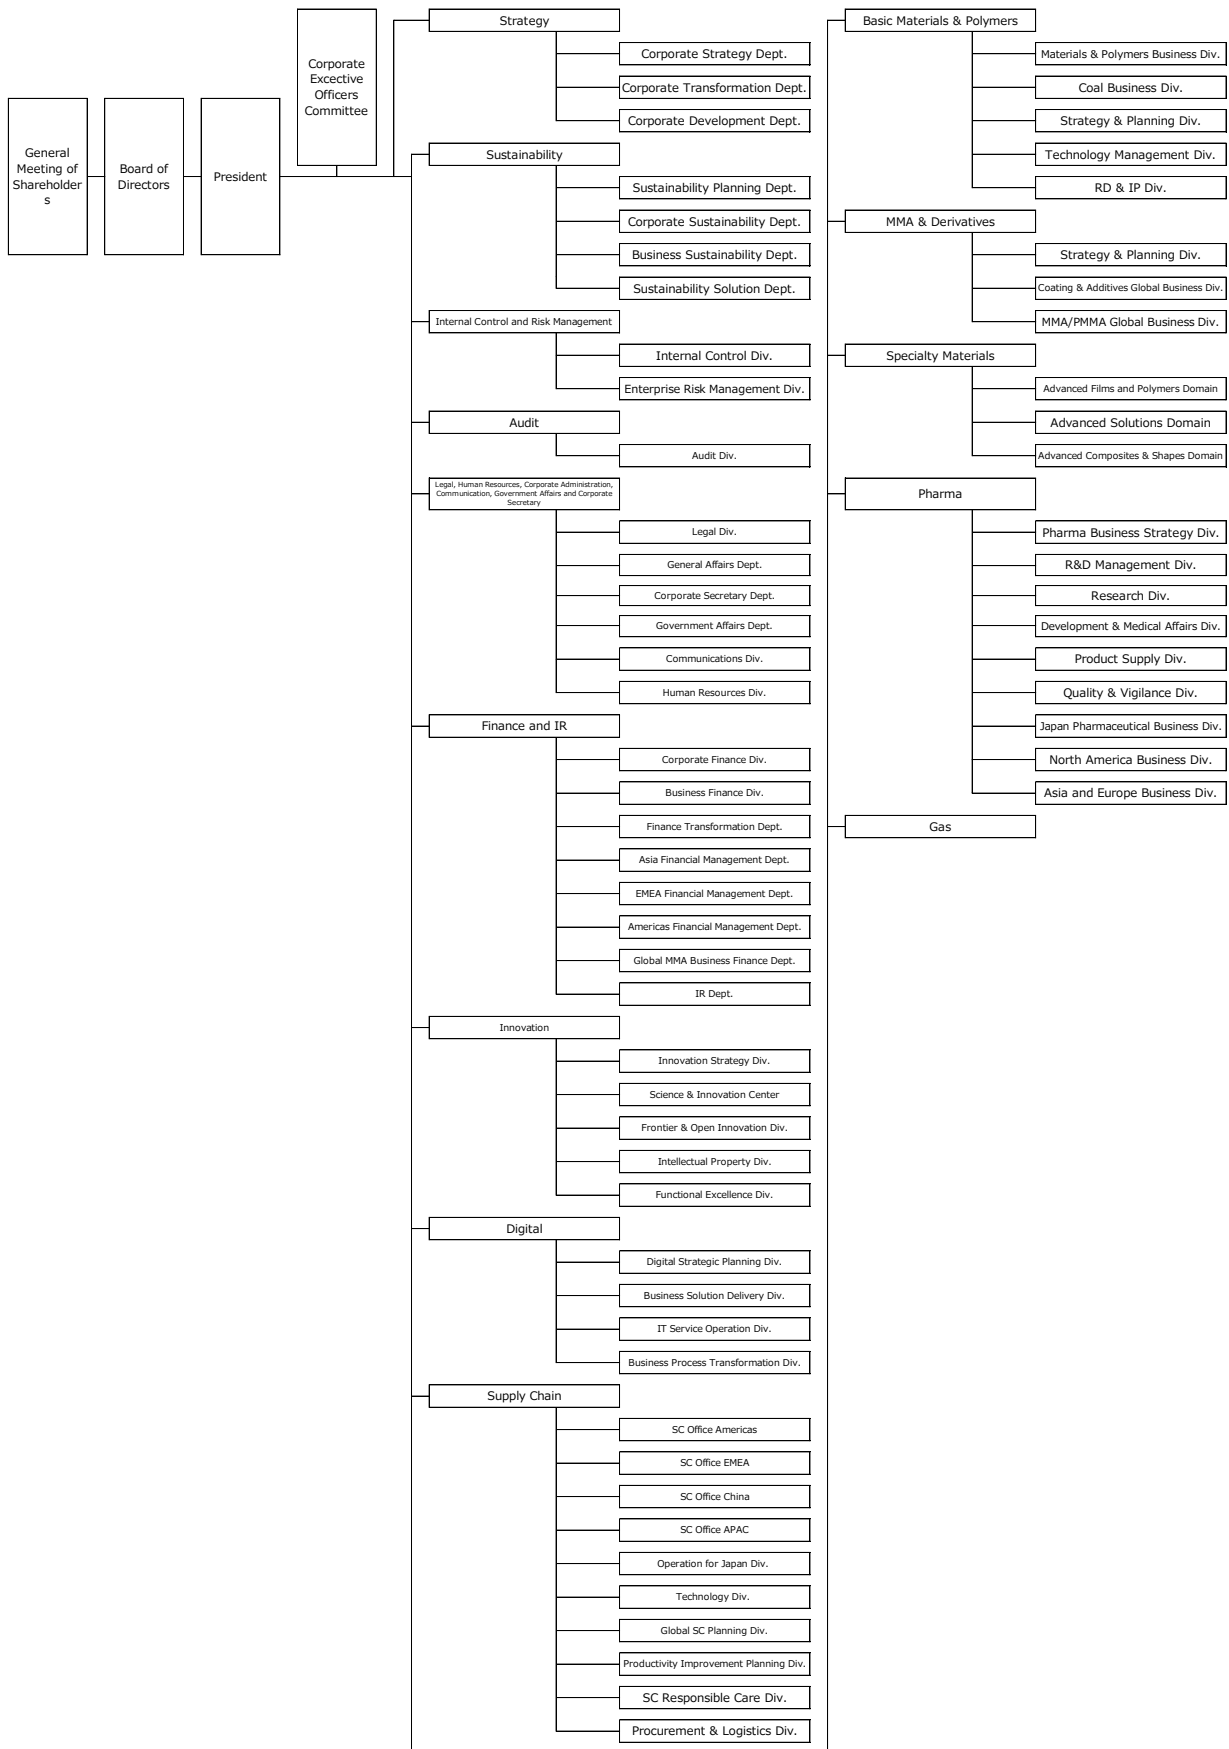 General
Meeting of
Shareholder
s
Board of
Directors
President
Corporate
Excective
Officers
Committee
Strategy
Corporate Strategy Dept.
Corporate Transformation Dept.
Corporate Development Dept.
Sustainability
Sustainability Planning Dept.
Corporate Sustainability Dept.
Business Sustainability Dept.
Sustainability Solution Dept.
Internal Control and Risk Management
Internal Control Div.
Enterprise Risk Management Div.
Audit
Audit Div.
Legal, Human Resources, Corporate Administration,
Communication, Government Affairs and Corporate
Secretary
Legal Div.
General Affairs Dept.
Corporate Secretary Dept.
Government Affairs Dept.
Communications Div.
Human Resources Div.
Finance and IR
Corporate Finance Div.
Business Finance Div.
Finance Transformation Dept.
Asia Financial Management Dept.
EMEA Financial Management Dept.
Americas Financial Management Dept.
Global MMA Business Finance Dept.
IR Dept.
Innovation
Innovation Strategy Div.
Science & Innovation Center
Frontier & Open Innovation Div.
Intellectual Property Div.
Functional Excellence Div.
Digital
Digital Strategic Planning Div.
Business Solution Delivery Div.
IT Service Operation Div.
Business Process Transformation Div.
Supply Chain
SC Office Americas
SC Office EMEA
SC Office China
SC Office APAC
Operation for Japan Div.
Technology Div.
Global SC Planning Div.
Productivity Improvement Planning Div.
SC Responsible Care Div.
Procurement & Logistics Div.
Basic Materials & Polymers
Materials & Polymers Business Div.
Coal Business Div.
Strategy & Planning Div.
Technology Management Div.
RD & IP Div.
MMA & Derivatives
Strategy & Planning Div.
Coating & Additives Global Business Div.
MMA/PMMA Global Business Div.
Specialty Materials
Advanced Films and Polymers Domain
Advanced Solutions Domain
Advanced Composites & Shapes Domain
Pharma
Pharma Business Strategy Div.
R&D Management Div.
Research Div.
Development & Medical Affairs Div.
Product Supply Div.
Quality & Vigilance Div.
Japan Pharmaceutical Business Div.
North America Business Div.
Asia and Europe Business Div.
Gas